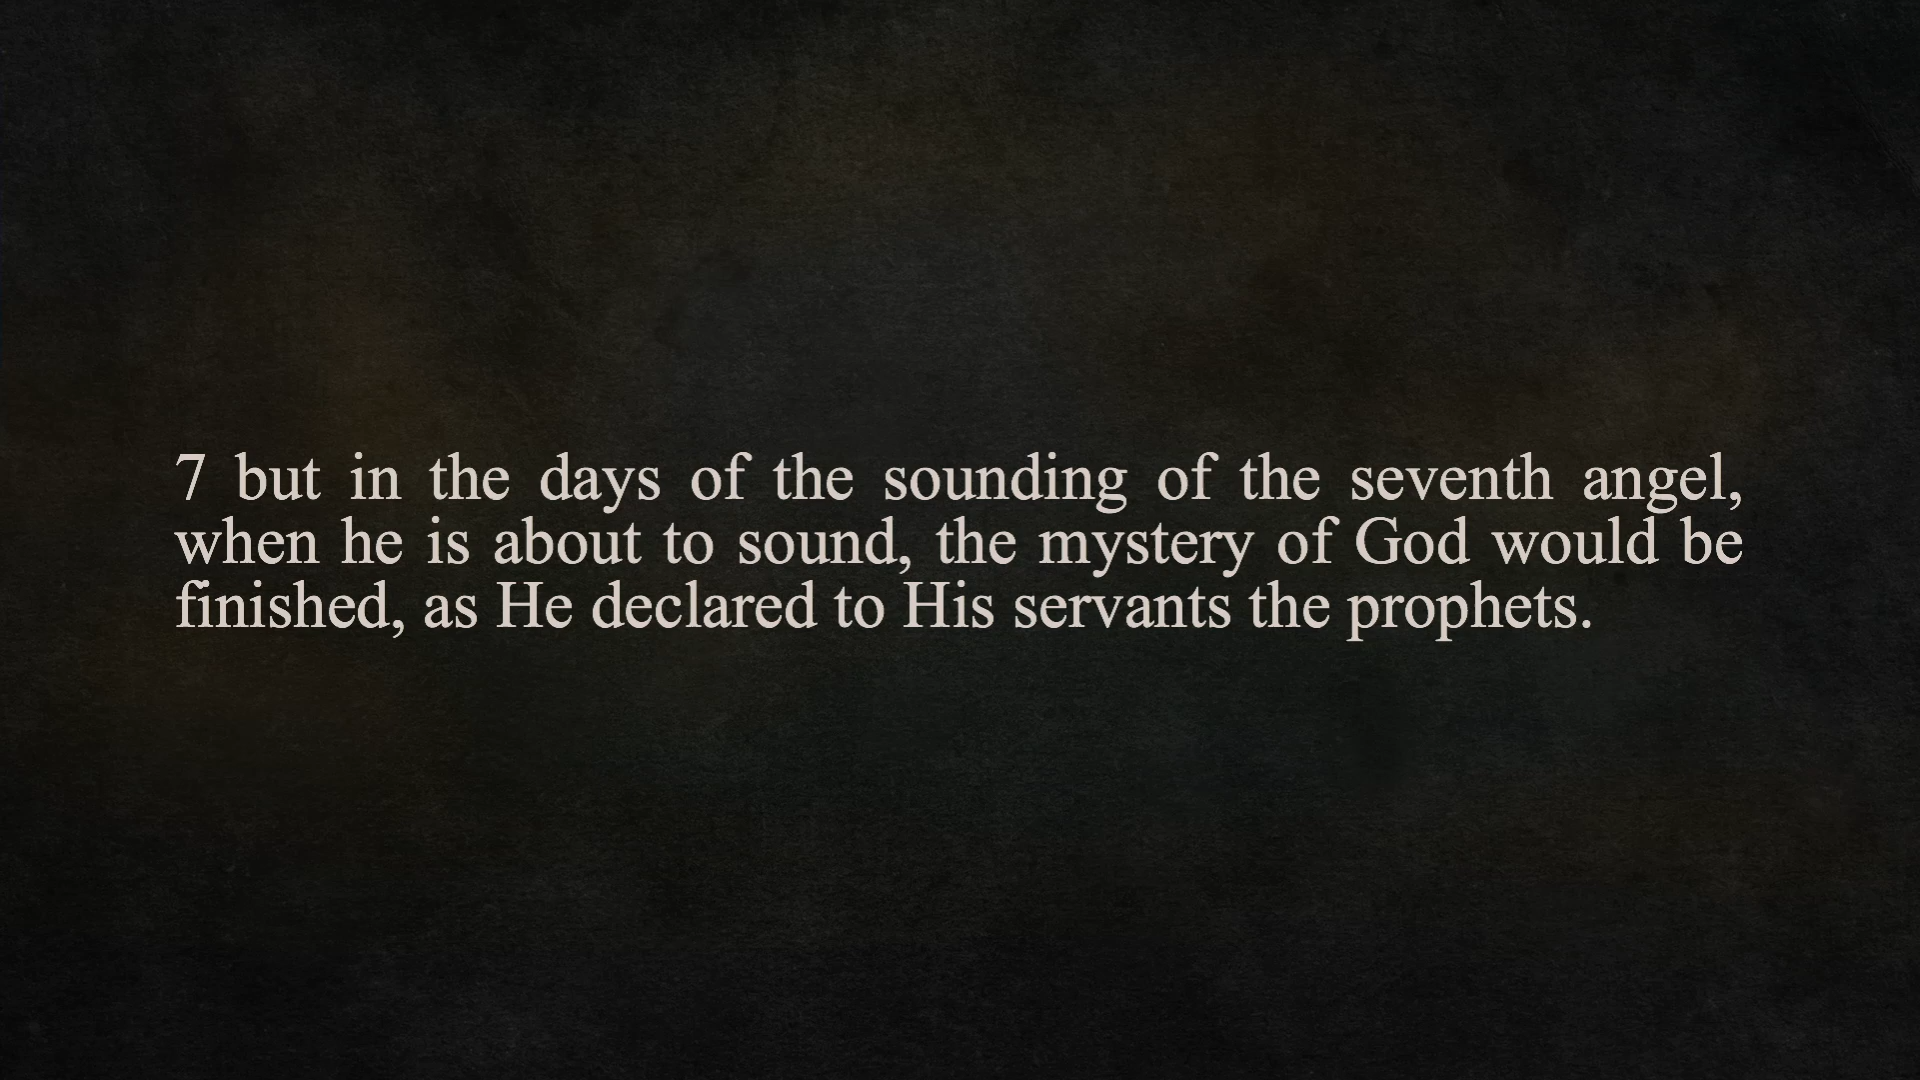 7 but in the days of the sounding of the seventh angel,
when he is about to sound, the mystery of God would be
finished, as He declared to His servants the prophets.